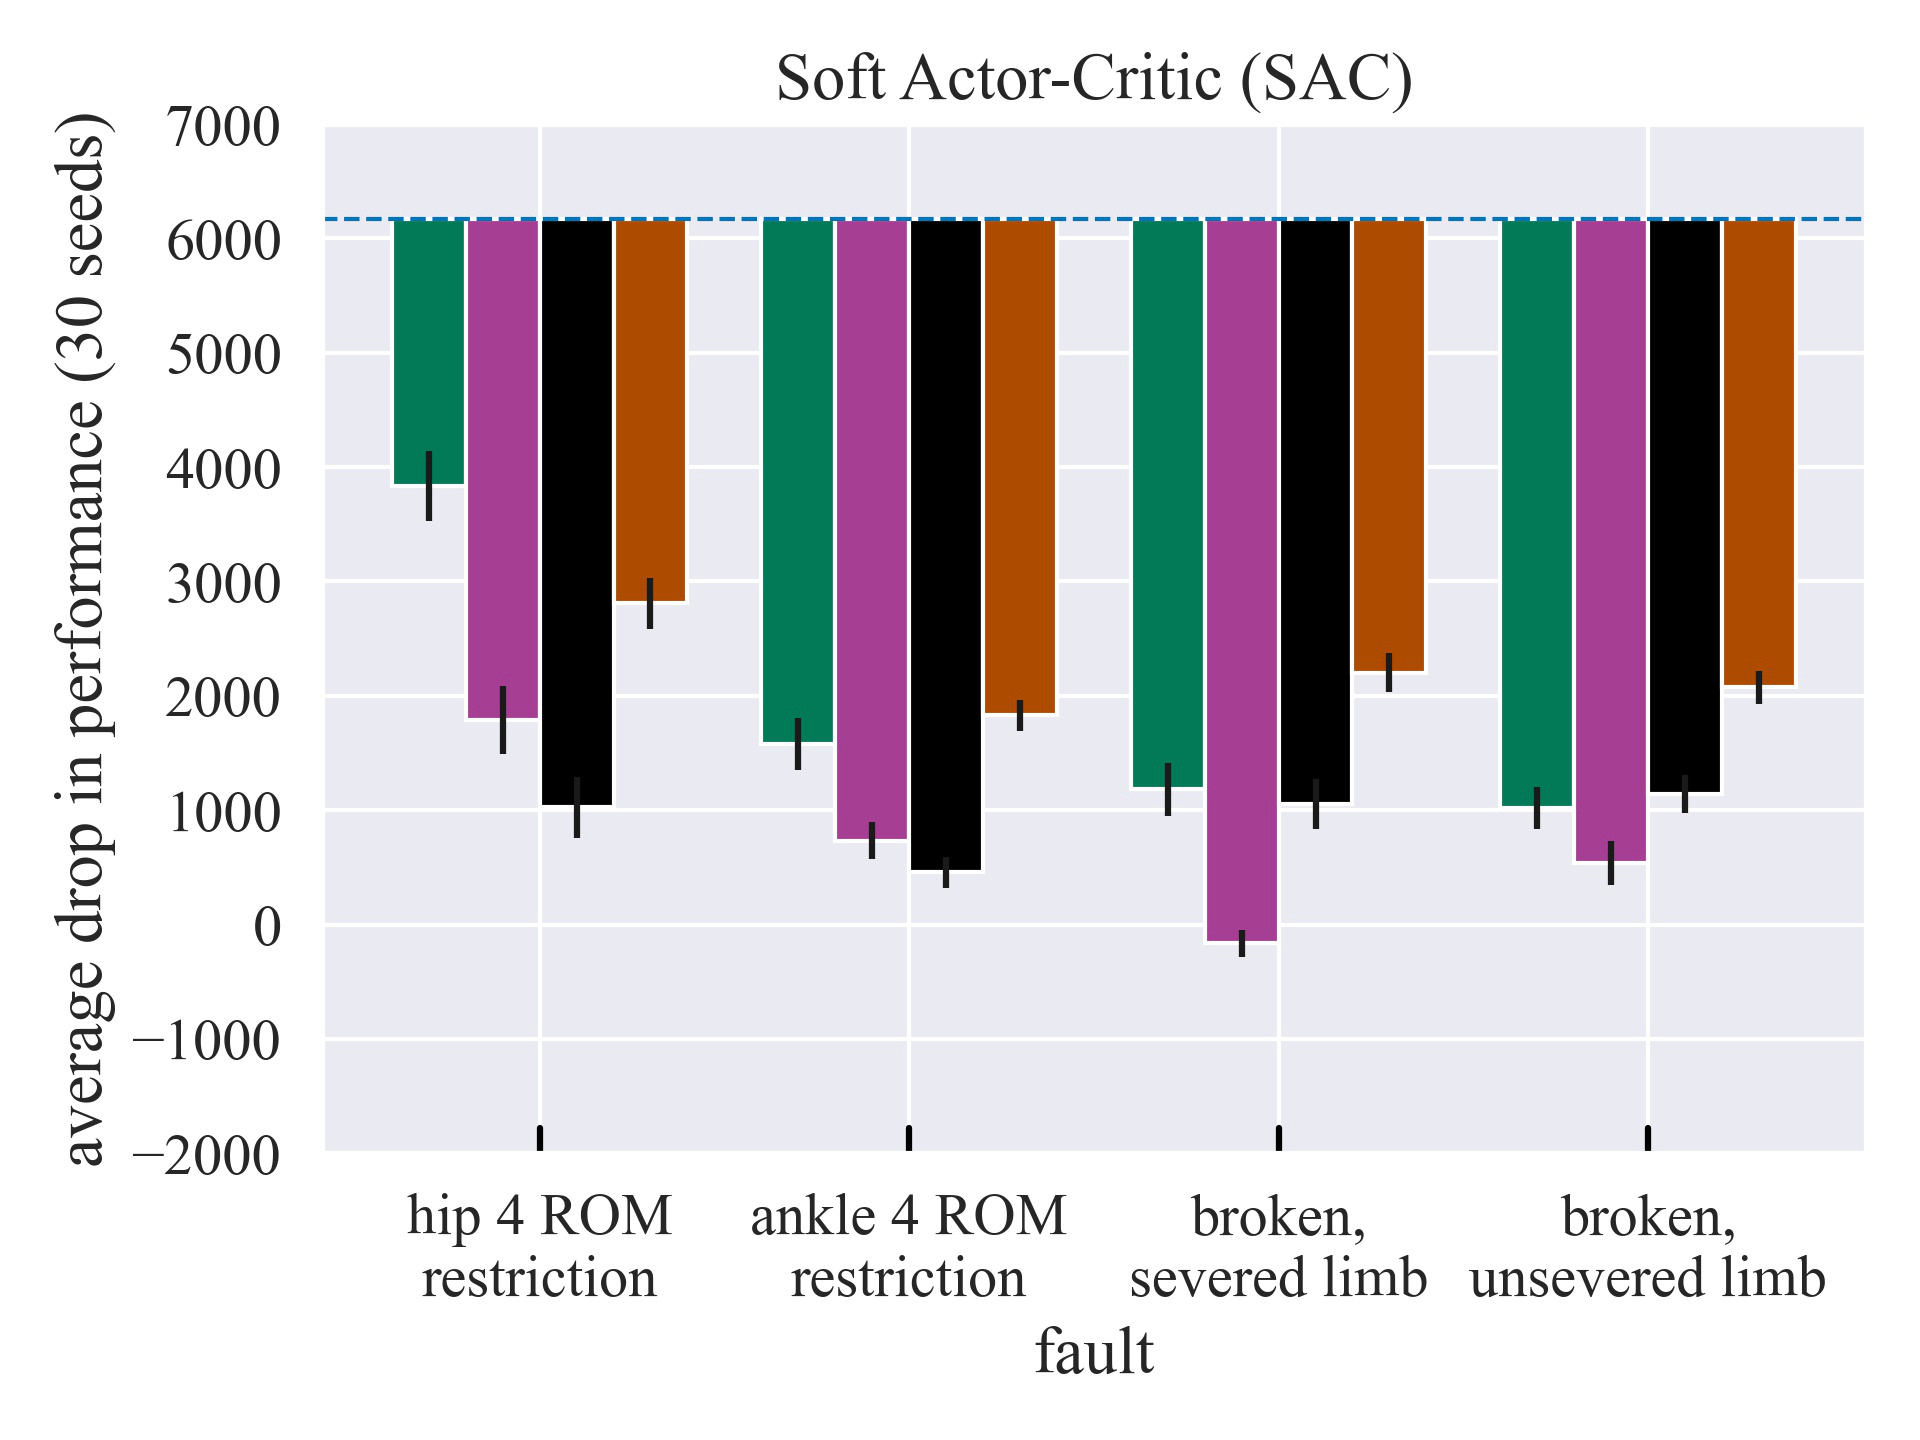 Soft Actor-Critic (SAC)
average drop in performance (30 seeds)
7000
6000
5000
4000
3000
2000
1000
0
−1000
−2000
hip 4 ROM
restriction
ankle 4 ROM
restriction
broken,
severed limb
broken,
unsevered limb
fault